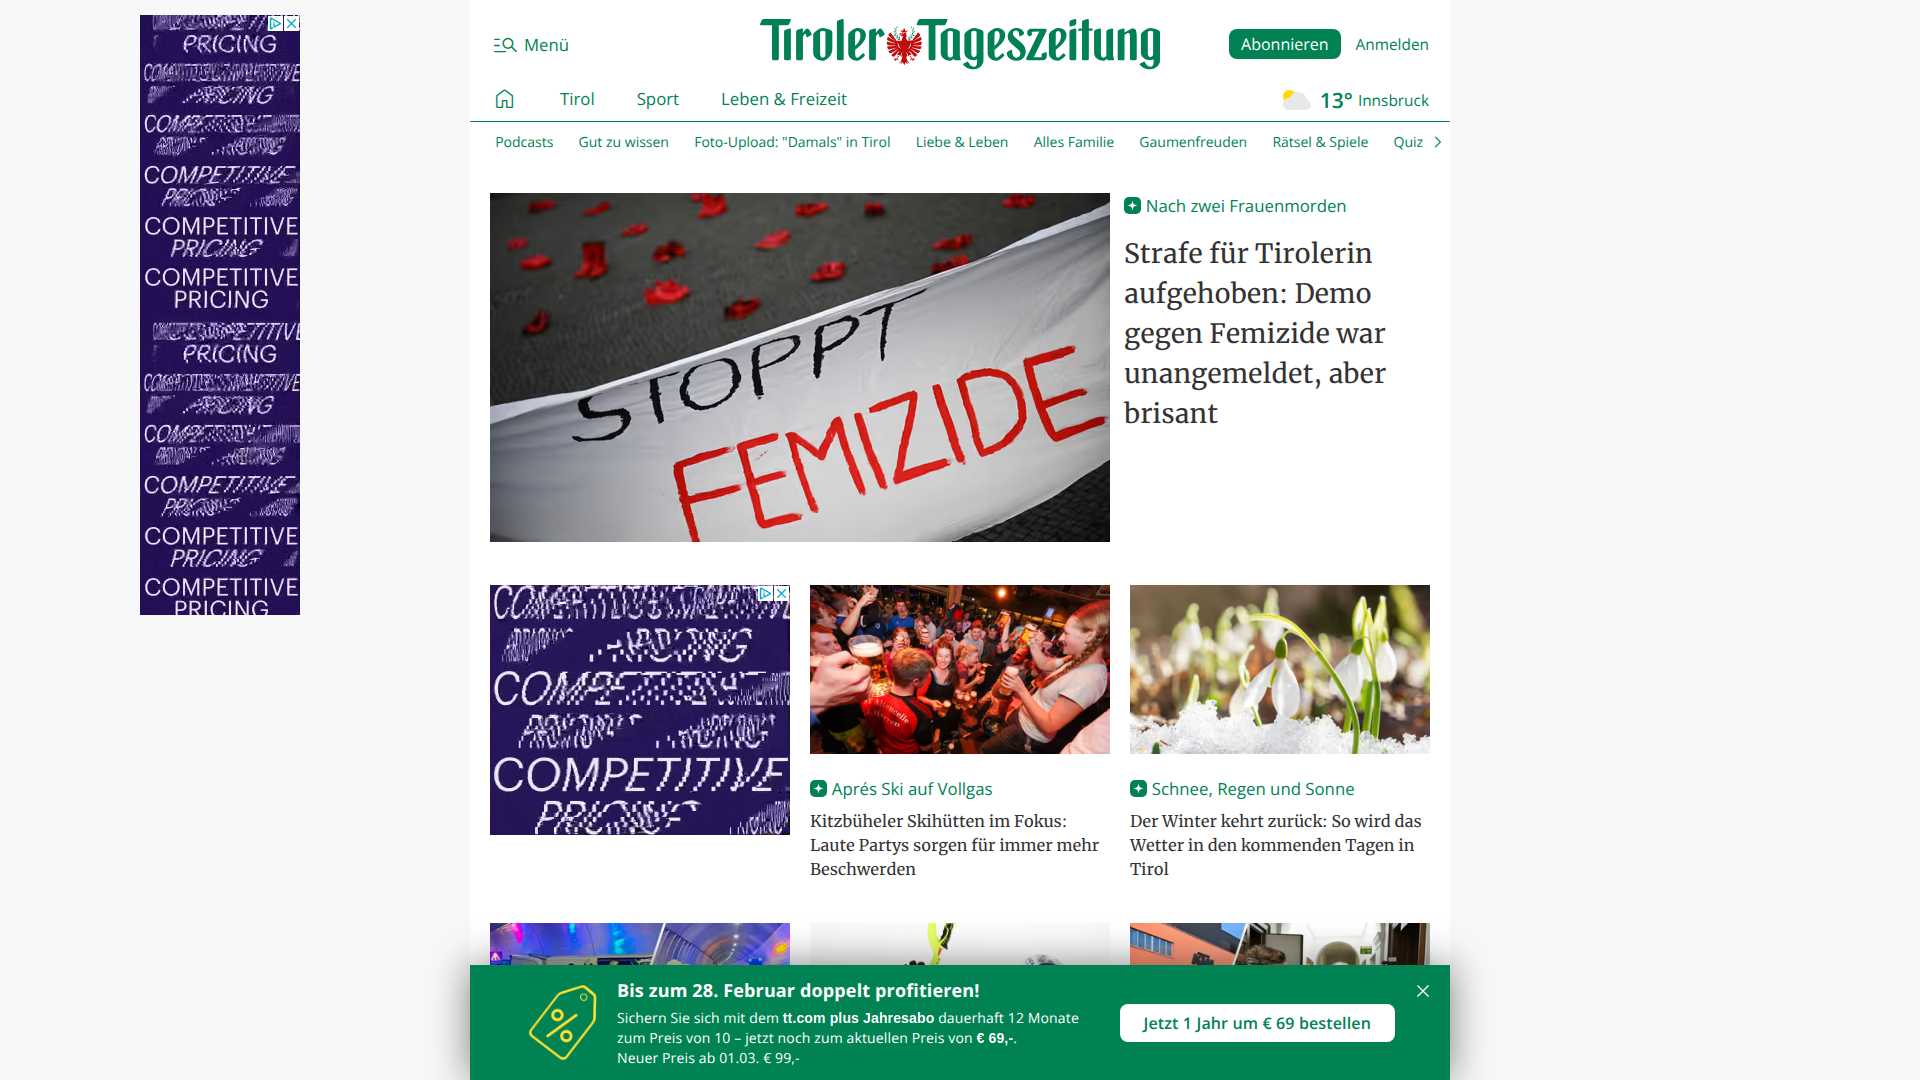 Menü
Tiroler Tageszeitung
Abonnieren
Anmelden
Tirol
Sport
Leben & Freizeit
13° Innsbruck
Podcasts
Gut zu wissen
Foto-Upload: "Damals" in Tirol
Liebe & Leben
Alles Familie
Gaumenfreuden
Rätsel & Spiele
Quiz
PRICING
COMPETITIVE
PRICING
COMPETITIVE
PRICING
COMPETITIVE
PRICING
COMPETITIVE
PRICING
COMPETITIVE
PRICING
COMPETITIVE
PRICING
COMPETITIVE
PRICING
STOPPT
FEMIZIDE
Nach zwei Frauenmorden
Strafe für Tirolerin
aufgehoben: Demo
gegen Femizide war
unangemeldet, aber
brisant
COMPETITIVE
PRICING
Aprés Ski auf Vollgas
Kitzbüheler Skihütten im Fokus:
Laute Partys sorgen für immer mehr
Beschwerden
Schnee, Regen und Sonne
Der Winter kehrt zurück: So wird das
Wetter in den kommenden Tagen in
Tirol
Bis zum 28. Februar doppelt profitieren!
Sichern Sie sich mit dem tt.com plus Jahresabo dauerhaft 12 Monate
zum Preis von 10 – jetzt noch zum aktuellen Preis von € 69,-.
Neuer Preis ab 01.03. € 99,-
Jetzt 1 Jahr um € 69 bestellen